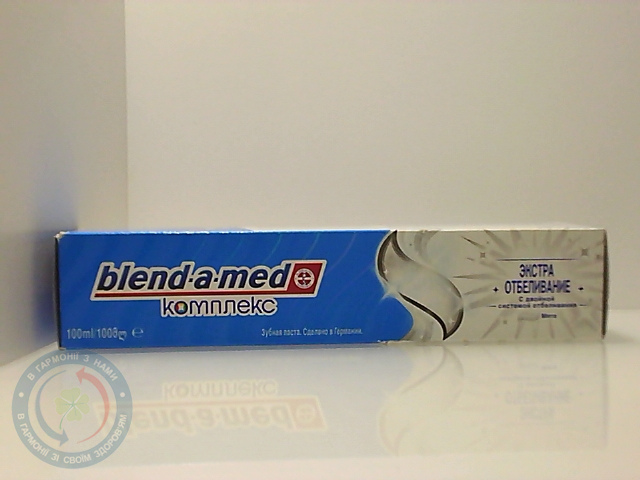 blend-a-med
комплекс
100ml/100g e
Зубная паста. Сделано в Германии.
ЭКСТРА
ОТБЕЛИВАНИЕ
С двойной
системой отбеливания
Мята
В ГАРМОНІЇ З НАМИ
В ГАРМОНІЇ ЗІ СВОЇМ ЗДОРОВ'ЯМ